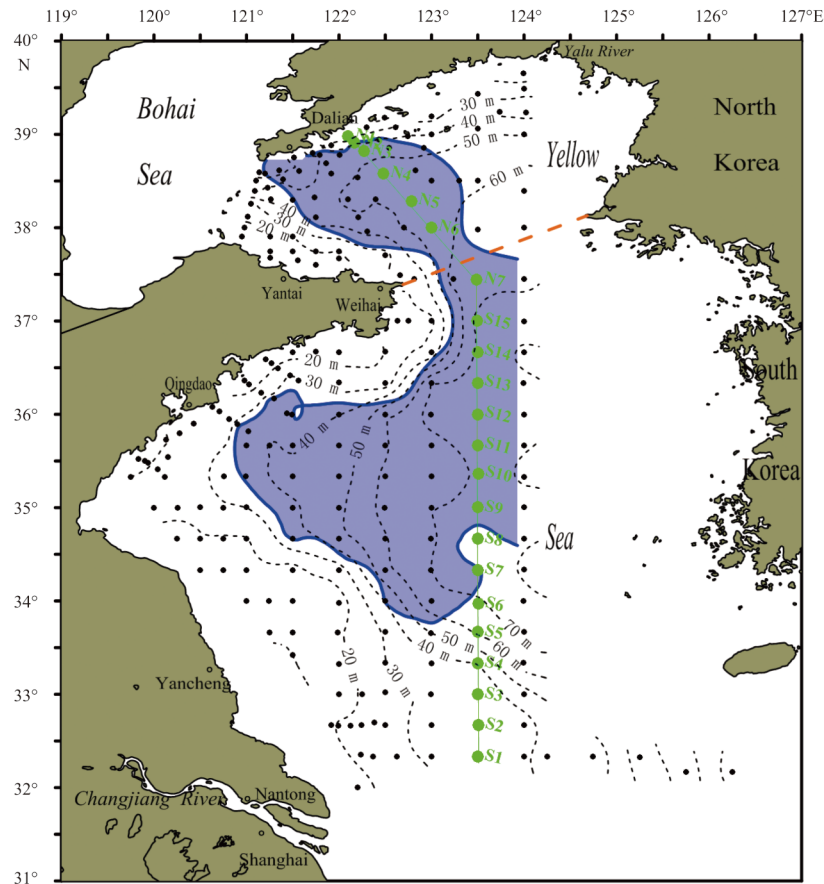 119° 120° 121° 122° 123° 124° 125° 126° 127°E
40°
N
Yalu River
Bohai
Sea
Dalian
30 m
40 m
50 m
North
Korea
39°
N4
Yellow
60 m
N5
40 m
30 m
20 m
38°
N6
Yantai
Weihai
N7
37°
S15
20 m
30 m
S14
South
Qingdao
S13
36°
S12
40 m
50 m
S11
Korea
S10
35°
S9
S8
Sea
S7
34°
S6
70 m
S5
50 m
60 m
40 m
S4
20 m
30 m
Yancheng
33°
S3
S2
S1
32°
Changjiang River
Nantong
Shanghai
31°